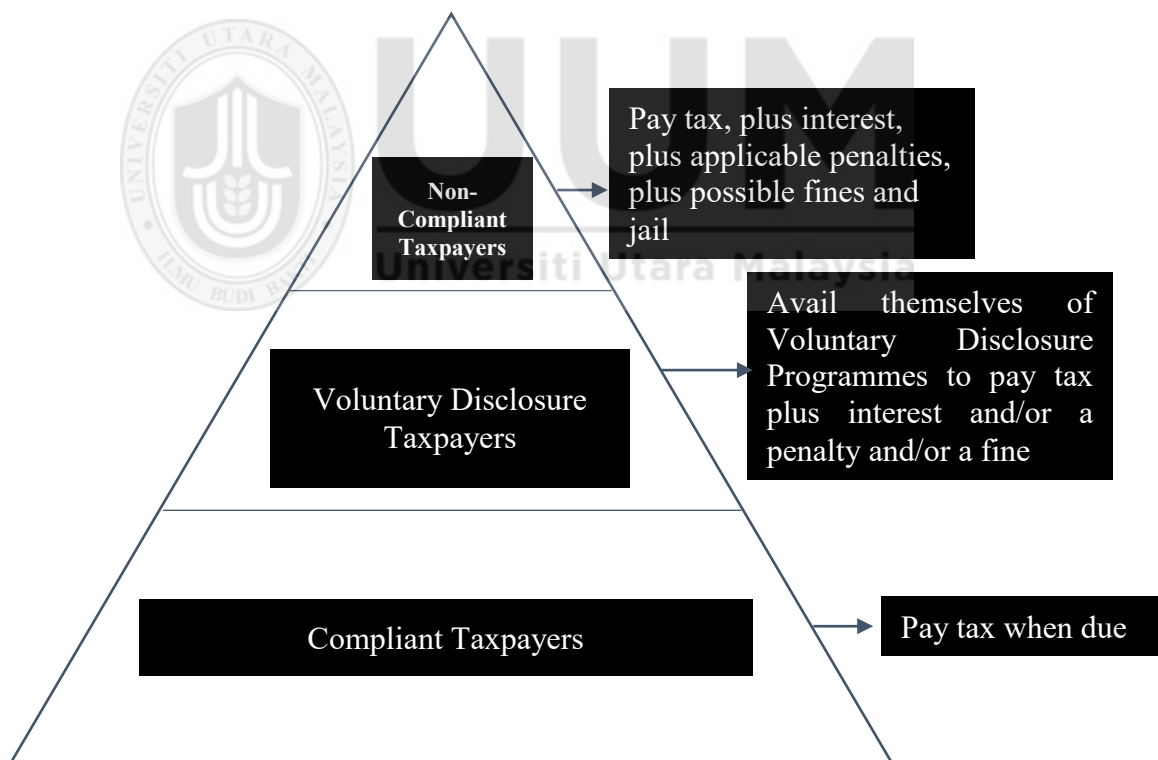 UNIVERSITI UTARA MALAYSIA
ILMU BUDI BAKTI
UUM
Universiti Utara Malaysia
Non-
Compliant
Taxpayers
Pay tax, plus interest,
plus applicable penalties,
plus possible fines and
jail
Voluntary Disclosure
Taxpayers
Avail themselves of
Voluntary Disclosure
Programmes to pay tax
plus interest and/or a
penalty and/or a fine
Compliant Taxpayers
Pay tax when due